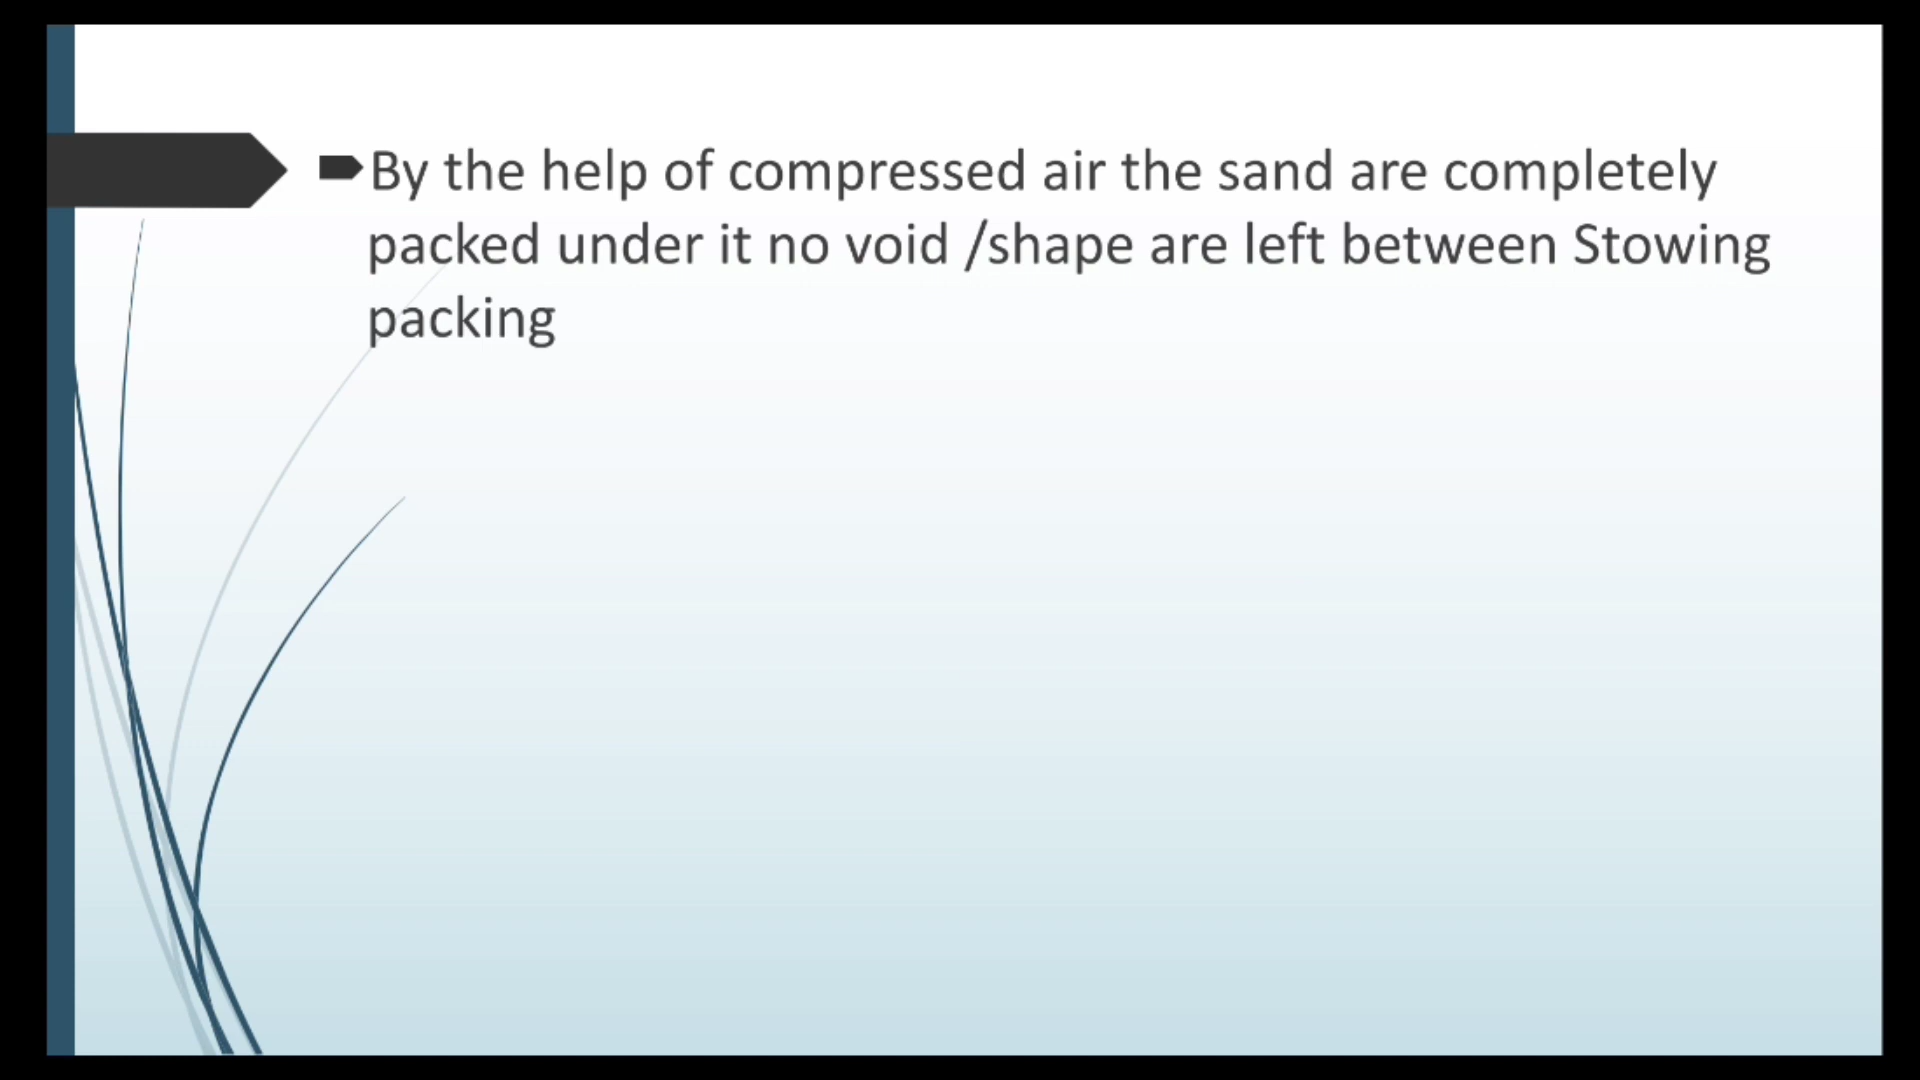 By the help of compressed air the sand are completely
packed under it no void /shape are left between Stowing
packing